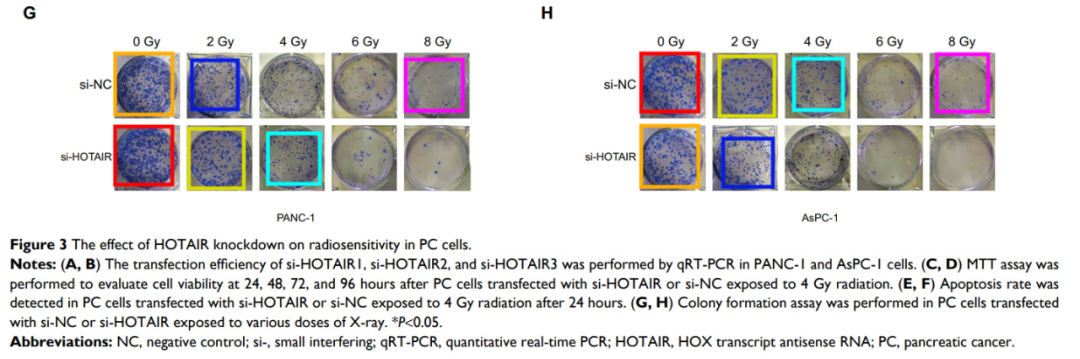 G
H
0 Gy 2 Gy 4 Gy 6 Gy 8 Gy
0 Gy 2 Gy 4 Gy 6 Gy 8 Gy
si-NC
si-NC
si-HOTAIR
si-HOTAIR
PANC-1
AsPC-1
Figure 3 The effect of HOTAIR knockdown on radiosensitivity in PC cells.
Notes: (A, B) The transfection efficiency of si-HOTAIR1, si-HOTAIR2, and si-HOTAIR3 was performed by qRT-PCR in PANC-1 and AsPC-1 cells. (C, D) MTT assay was
performed to evaluate cell viability at 24, 48, 72, and 96 hours after PC cells transfected with si-HOTAIR or si-NC exposed to 4 Gy radiation. (E, F) Apoptosis rate was
detected in PC cells transfected with si-HOTAIR or si-NC exposed to 4 Gy radiation after 24 hours. (G, H) Colony formation assay was performed in PC cells transfected
with si-NC or si-HOTAIR exposed to various doses of X-ray. *P<0.05.
Abbreviations: NC, negative control; si-, small interfering; qRT-PCR, quantitative real-time PCR; HOTAIR, HOX transcript antisense RNA; PC, pancreatic cancer.